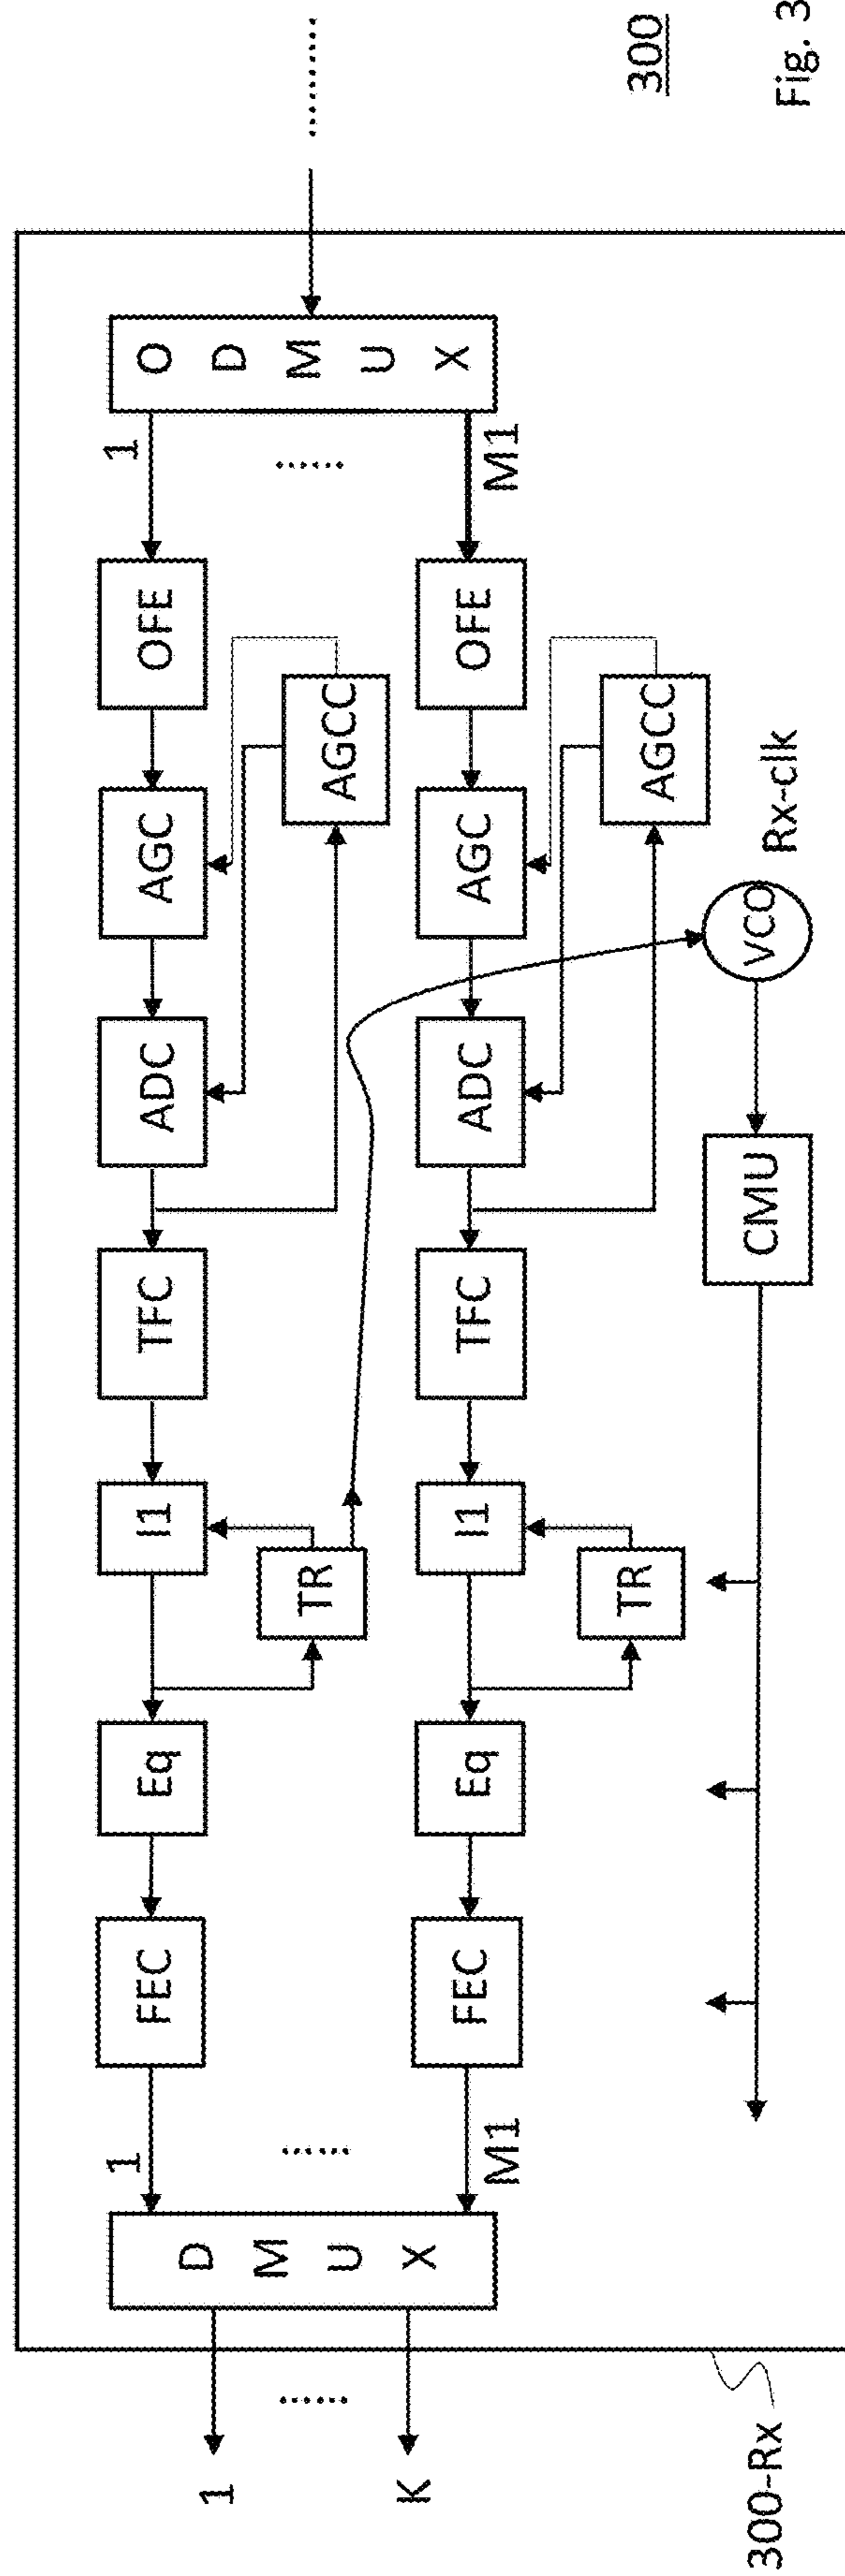 300
Fig. 3
O
D
M
U
X
1
M1
OFE
AGC
AGCC
ADC
TFC
I1
TR
Eq
FEC
1
OFE
AGC
AGCC
ADC
TFC
I1
TR
Eq
FEC
M1
D
M
U
X
1
K
Rx-clk
VCO
CMU
300-Rx